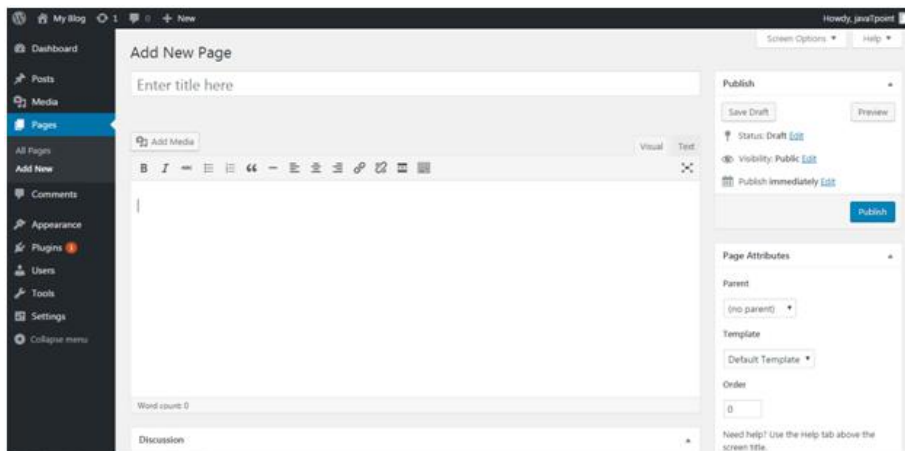 My Blog 1 0 + New
Howdy, javaTpoint
Screen Options ▼ Help ▼
Dashboard
Posts
Media
Pages
All Pages
Add New
Comments
Appearance
Plugins 1
Users
Tools
Settings
Collapse menu
Add New Page
Enter title here
Add Media
Visual Text
B I ABC
Word count: 0
Discussion
Publish
Save Draft Preview
Status: Draft Edit
Visibility: Public Edit
Publish immediately Edit
Publish
Page Attributes
Parent
(no parent) ▼
Template
Default Template ▼
Order
0
Need help? Use the Help tab above the
screen title.